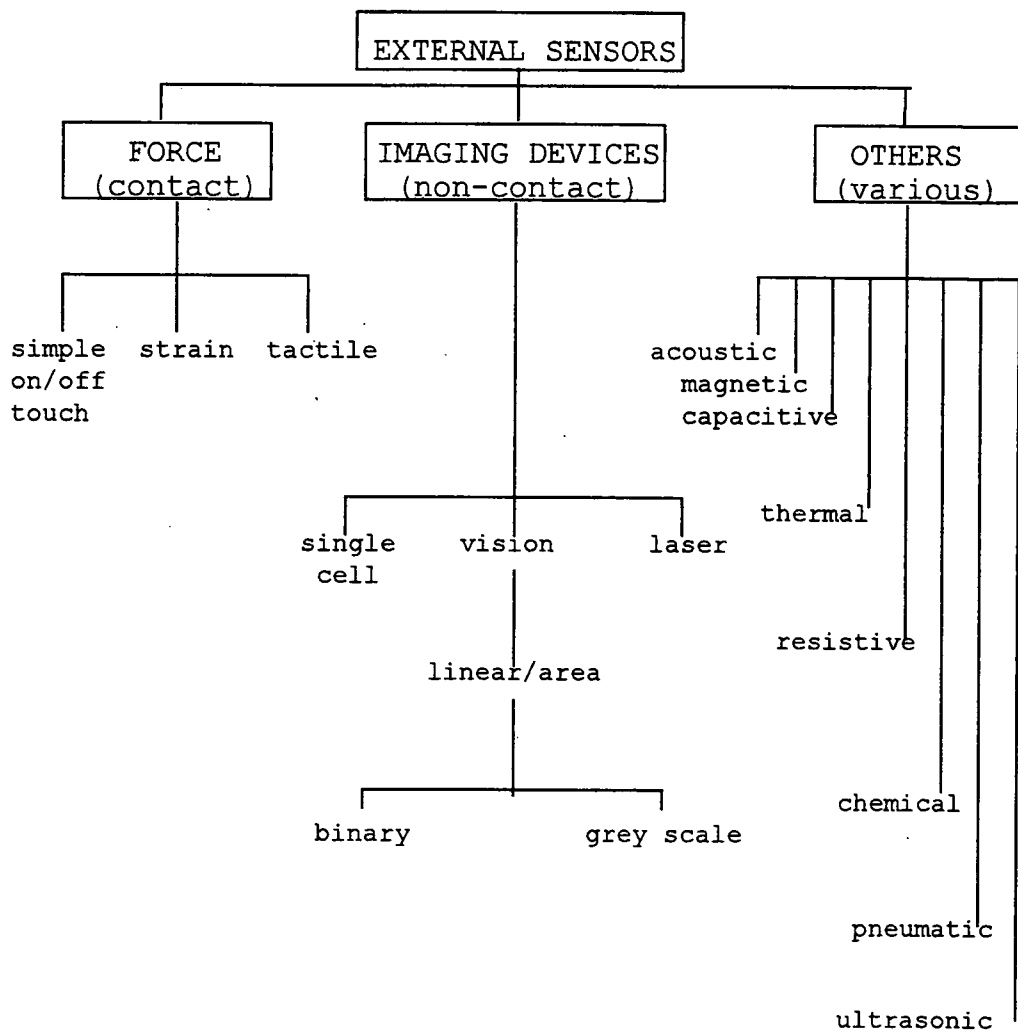 EXTERNAL SENSORS
FORCE
(contact)
IMAGING DEVICES
(non-contact)
OTHERS
(various)
simple
on/off
touch
strain
tactile
acoustic
magnetic
capacitive
thermal
single
cell
vision
laser
resistive
linear/area
chemical
binary
grey scale
pneumatic
ultrasonic